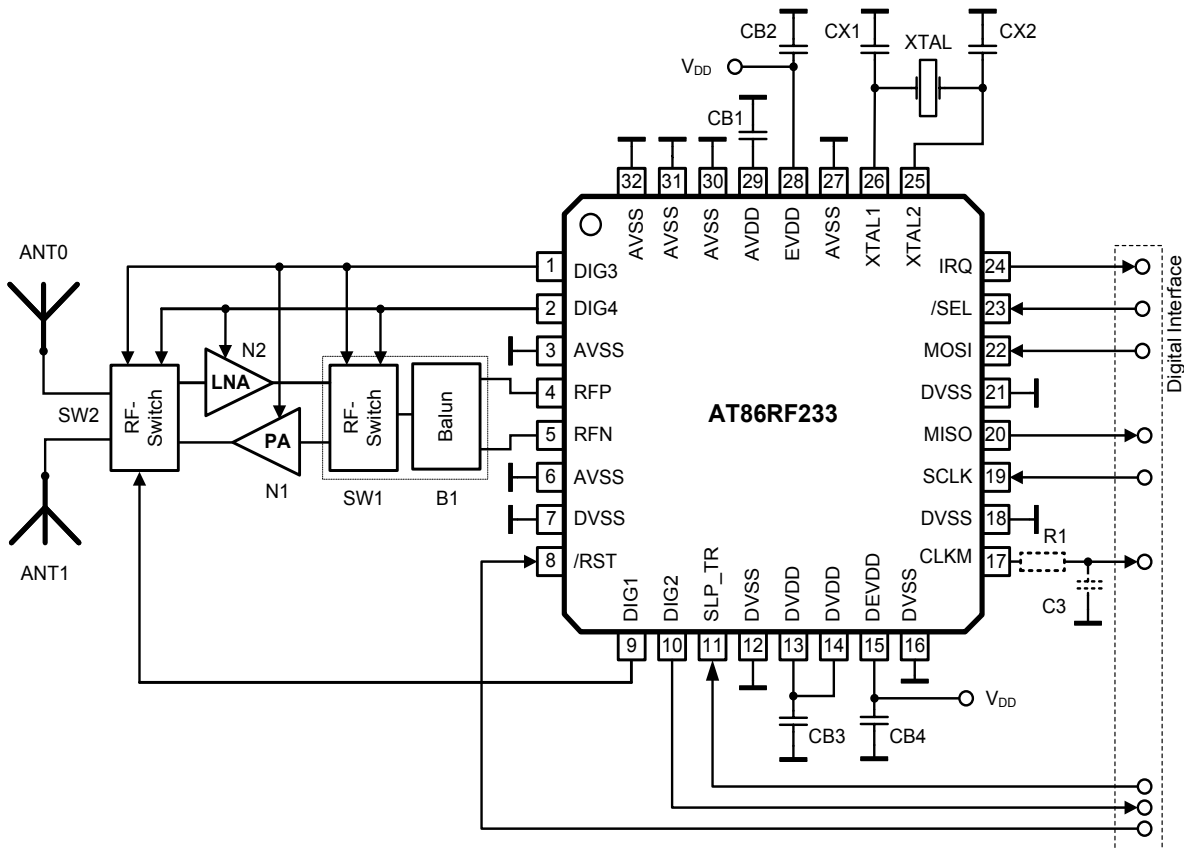 CB2
CX1
XTAL
CX2
VDD
CB1
32
31
30
29
28
27
26
25
AVSS
AVSS
AVSS
AVDD
EVDD
AVSS
XTAL1
XTAL2
ANT0
1
DIG3
IRQ
24
2
DIG4
/SEL
23
N2
3
AVSS
MOSI
22
Digital Interface
LNA
SW2
RF-
Switch
RF-
Switch
Balun
4
RFP
AT86RF233
DVSS
21
PA
5
RFN
MISO
20
N1
SW1
B1
6
AVSS
SCLK
19
7
DVSS
DVSS
18
R1
ANT1
8
/RST
CLKM
17
C3
DIG1
DIG2
SLP_TR
DVSS
DVDD
DVDD
DEVDD
DVSS
9
10
11
12
13
14
15
16
VDD
CB3
CB4